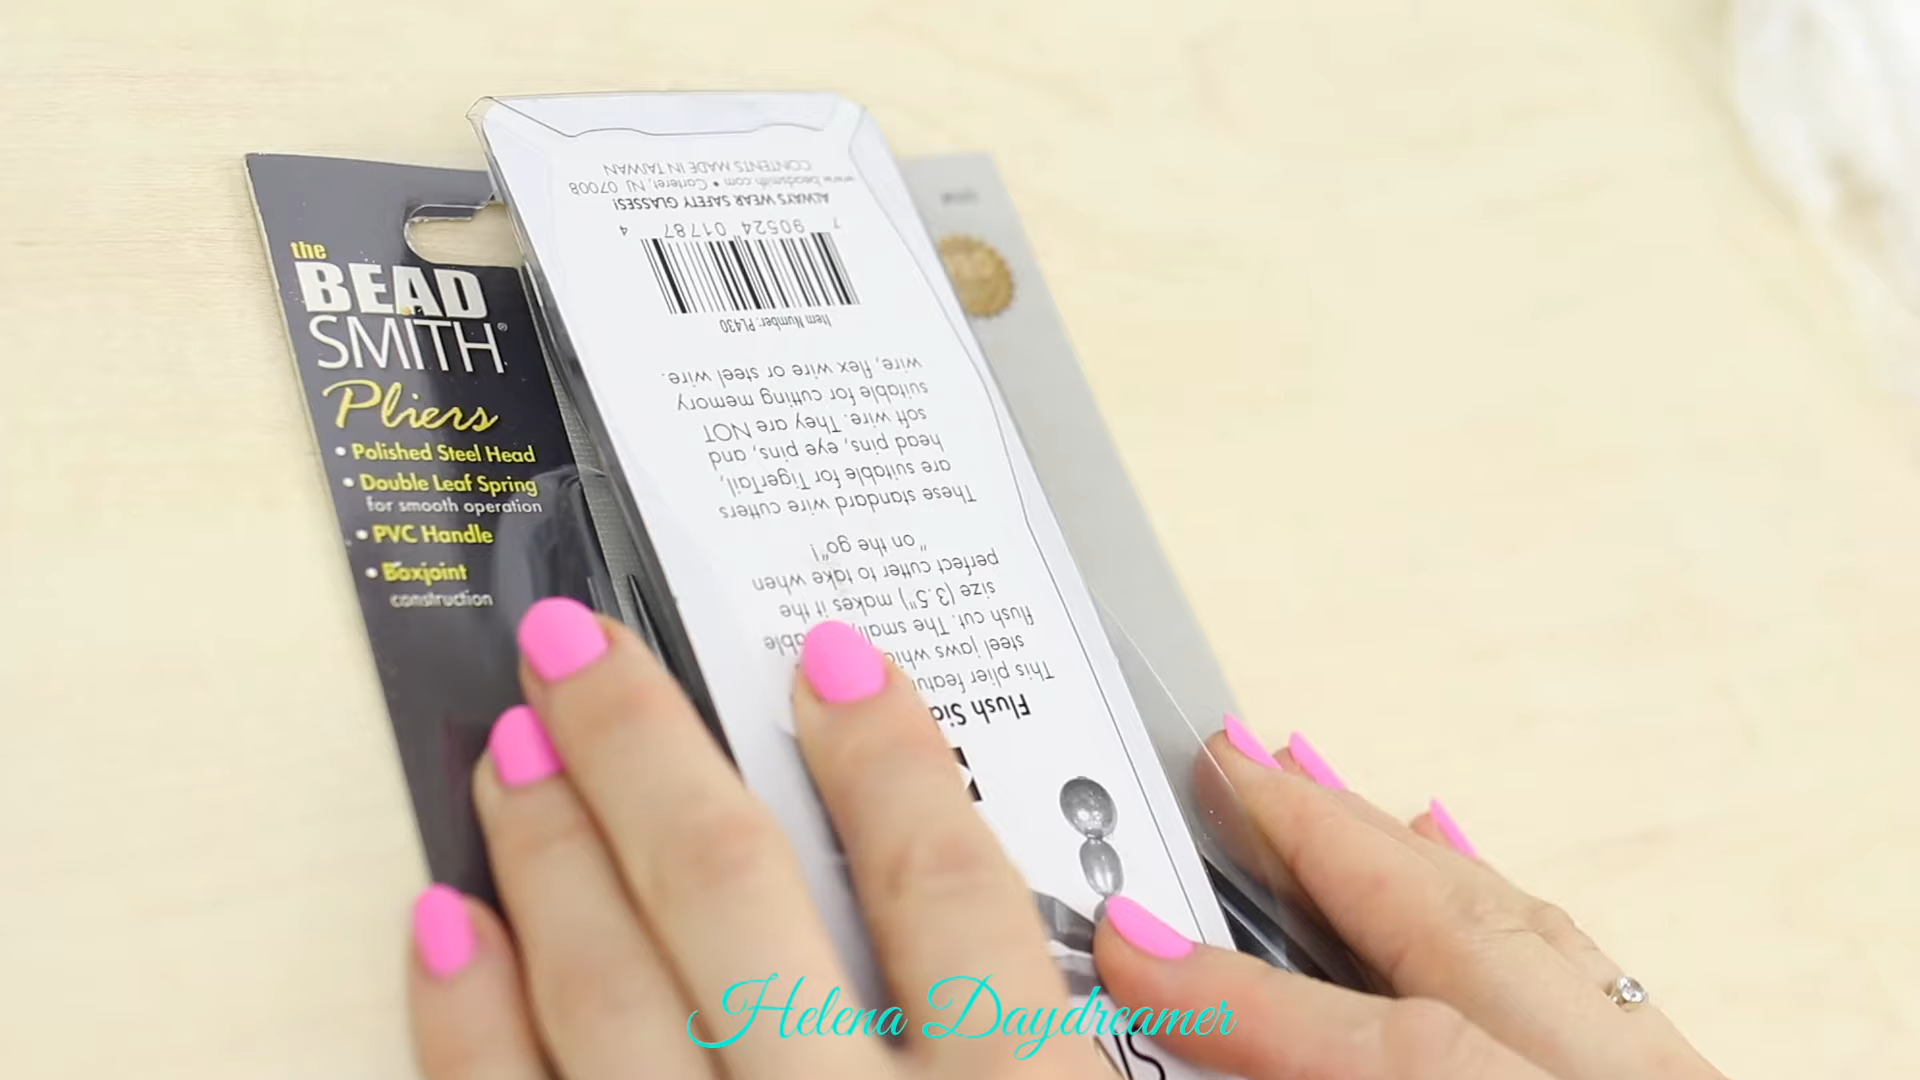 the
BEAD
SMITH®
Pliers
• Polished Steel Head
• Double Leaf Spring
for smooth operation
• PVC Handle
• Boxjoint
construction
Flush
This plier
steel jaws
flush cut. The small
size (3.5") makes it the
perfect cutter to take when
"on the go"!
These standard wire cutters
are suitable for TigerTail,
head pins, eye pins, and
soft wire. They are NOT
suitable for cutting memory
wire, flex wire or steel wire.
Item Number: PL430
7 90524 01787 4
ALWAYS WEAR SAFETY GLASSES!
www.beadsmith.com • Carteret, NJ 07008
CONTENTS MADE IN TAIWAN
Helena Daydreamer